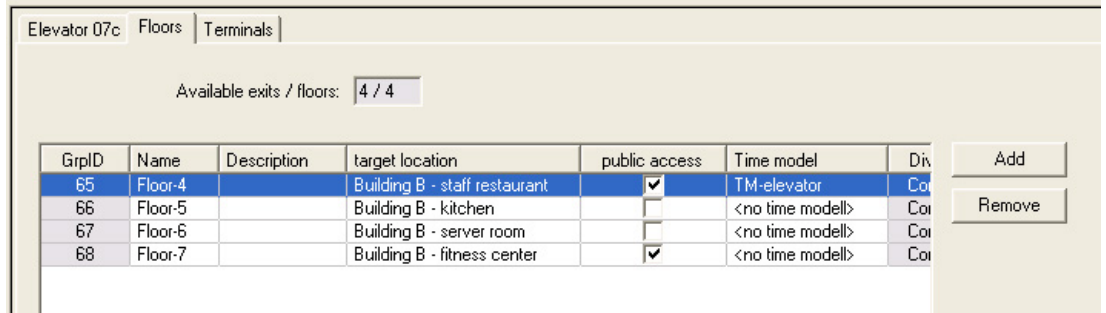 Elevator 07c Floors Terminals
Available exits / floors: 4 / 4
GrpID Name Description target location public access Time model Div Add
65 Floor-4 Building B - staff restaurant TM-elevator Cor
66 Floor-5 Building B - kitchen <no time modell> Cor Remove
67 Floor-6 Building B - server room <no time modell> Cor
68 Floor-7 Building B - fitness center <no time modell> Cor